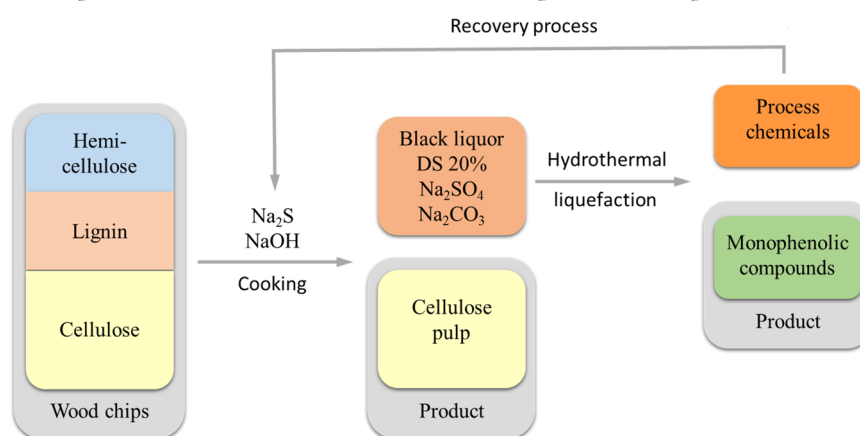 Recovery process
Hemi-
cellulose
Lignin
Cellulose
Wood chips
Na₂S
NaOH
Cooking
Black liquor
DS 20%
Na₂SO₄
Na₂CO₃
Cellulose
pulp
Product
Hydrothermal
liquefaction
Process
chemicals
Monophenolic
compounds
Product